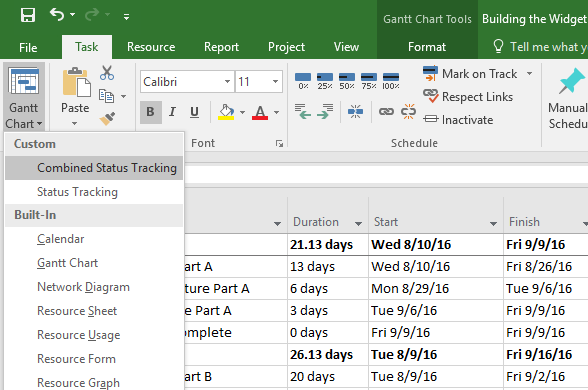 Gantt Chart Tools Building the Widget
File Task Resource Report Project View Format Tell me what y
Gantt Chart Paste Calibri 11 B I U A 0% 25% 50% 75% 100% Mark on Track Respect Links Inactivate Manual Schedu
Font Schedule
Custom
Combined Status Tracking
Status Tracking
Built-In
Calendar
Gantt Chart
Network Diagram
Resource Sheet
Resource Usage
Resource Form
Resource Graph
Duration Start Finish
21.13 days Wed 8/10/16 Fri 9/9/16
art A 13 days Wed 8/10/16 Fri 8/26/16
ture Part A 6 days Mon 8/29/16 Tue 9/6/16
e Part A 3 days Tue 9/6/16 Fri 9/9/16
omplete 0 days Fri 9/9/16 Fri 9/9/16
26.13 days Tue 8/9/16 Fri 9/16/16
art B 20 days Tue 8/9/16 Fri 9/2/16